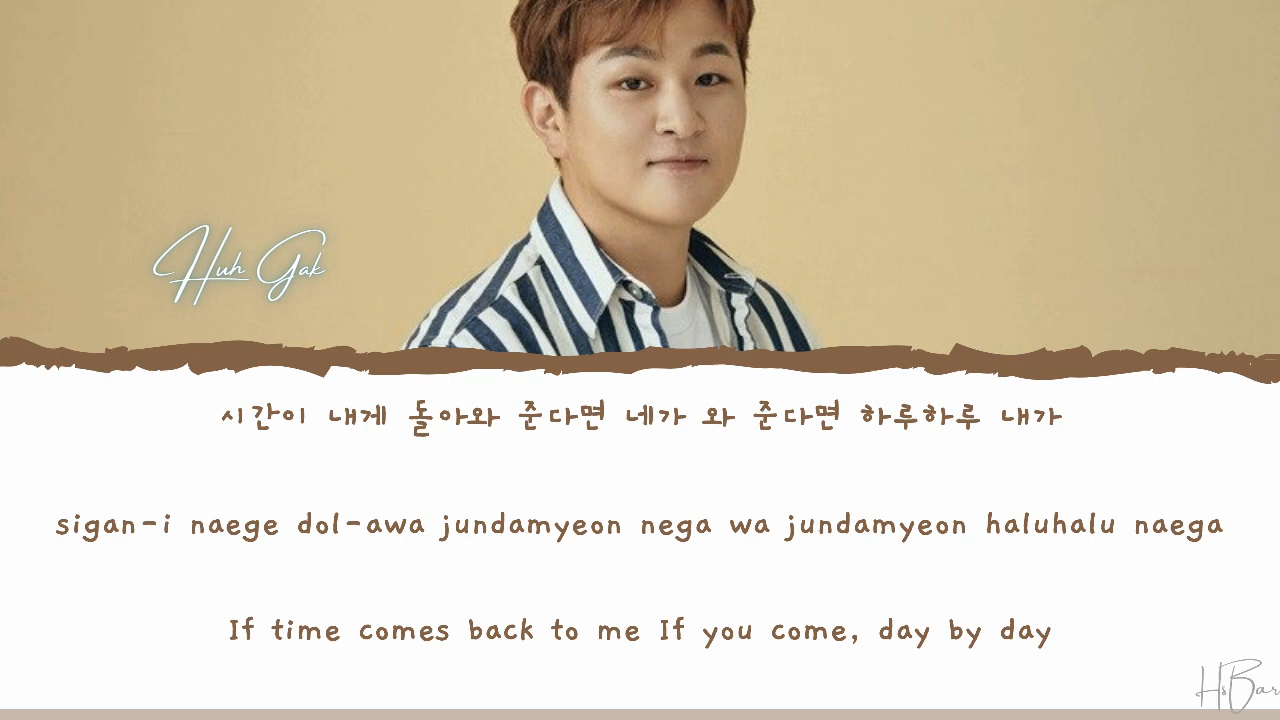 Huh Gak
시간이 내게 돌아와 준다면 네가 와 준다면 하루하루 내가
sigan-i naege dol-awa jundamyeon nega wa jundamyeon haluhalu naega
If time comes back to me If you come, day by day